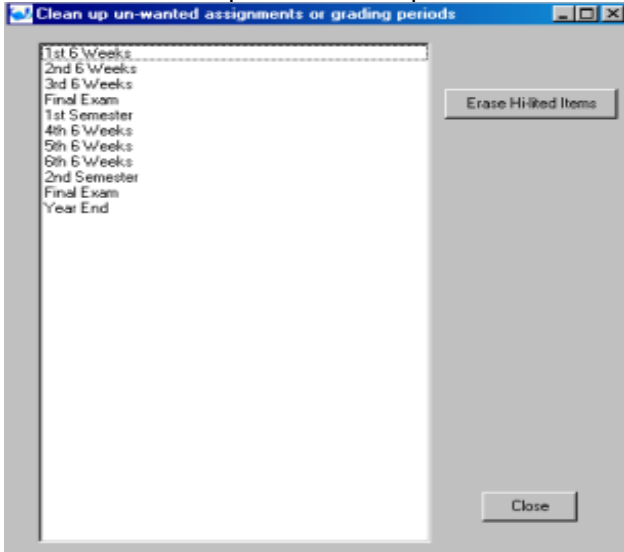 Clean up un-wanted assignments or grading periods
1st 6 Weeks
2nd 6 Weeks
3rd 6 Weeks
Final Exam
1st Semester
4th 6 Weeks
5th 6 Weeks
6th 6 Weeks
2nd Semester
Final Exam
Year End
Erase Hi-lited Items
Close